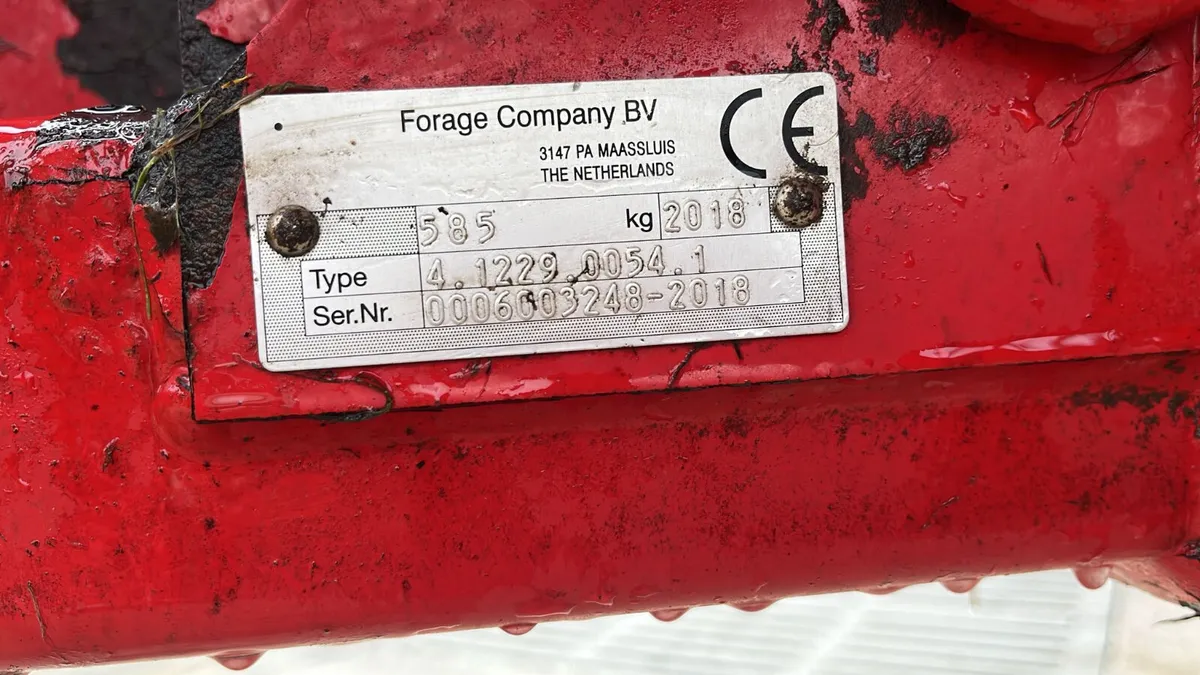 Forage Company BV
CE
3147 PA MAASSLUIS
THE NETHERLANDS
585 kg 2018
Type 4.1229.0054.1
Ser.Nr. 0006003248-2018